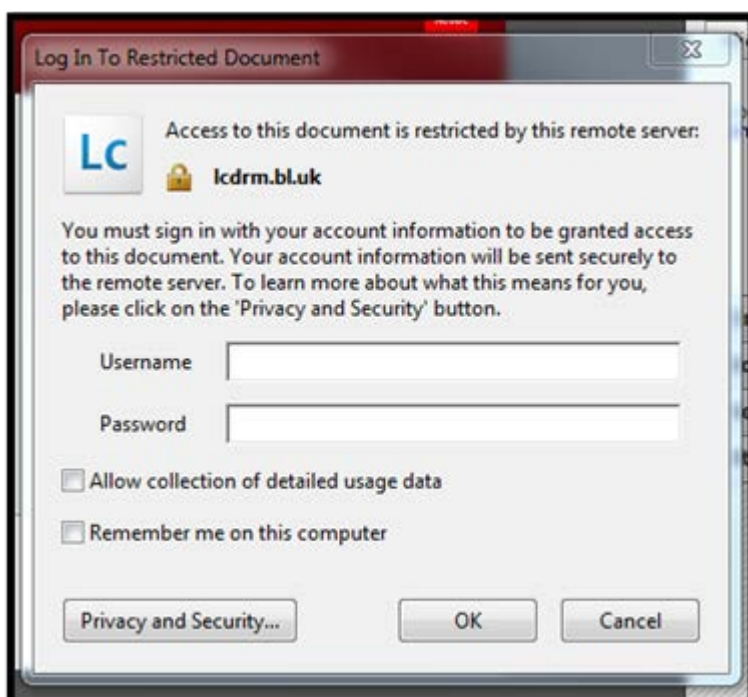 Log In To Restricted Document
Lc
Access to this document is restricted by this remote server:
lcdrm.bl.uk
You must sign in with your account information to be granted access
to this document. Your account information will be sent securely to
the remote server. To learn more about what this means for you,
please click on the 'Privacy and Security' button.
Username
Password
Allow collection of detailed usage data
Remember me on this computer
Privacy and Security...
OK
Cancel